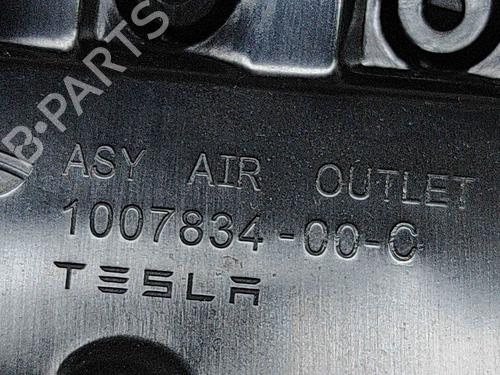 B·PARTS
ASY AIR OUTLET
1007834-00-C
TESLA